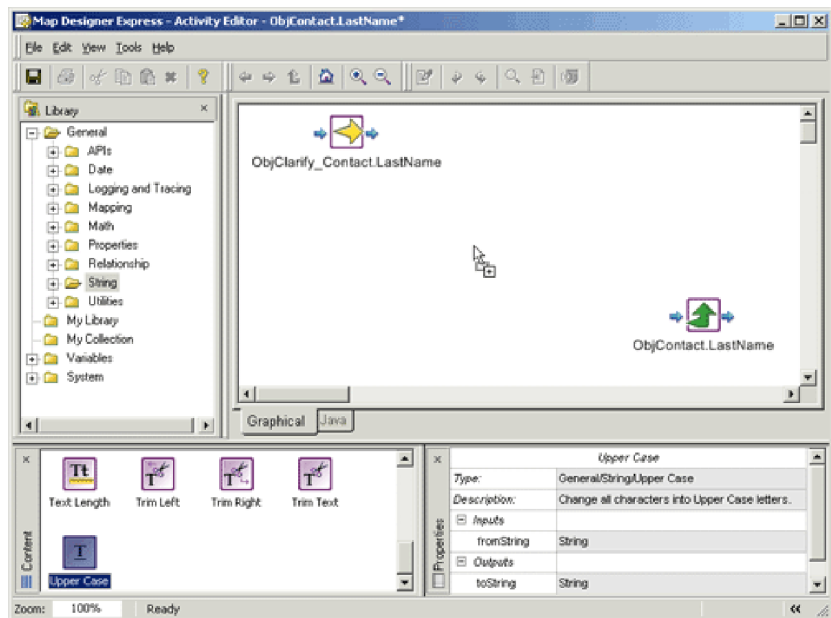 Map Designer Express - Activity Editor - ObjContact.LastName*
File Edit View Tools Help
Library
General
APIs
Date
Logging and Tracing
Mapping
Math
Properties
Relationship
String
Utilities
My Library
My Collection
Variables
System
ObjClarify_Contact.LastName
ObjContact.LastName
Graphical Java
Content
Tt
T
T
T
Text Length Trim Left Trim Right Trim Text
T
Upper Case
Properties
Upper Case
Type: General/String/Upper Case
Description: Change all characters into Upper Case letters.
Inputs
fromString String
Outputs
toString String
Zoom: 100% Ready